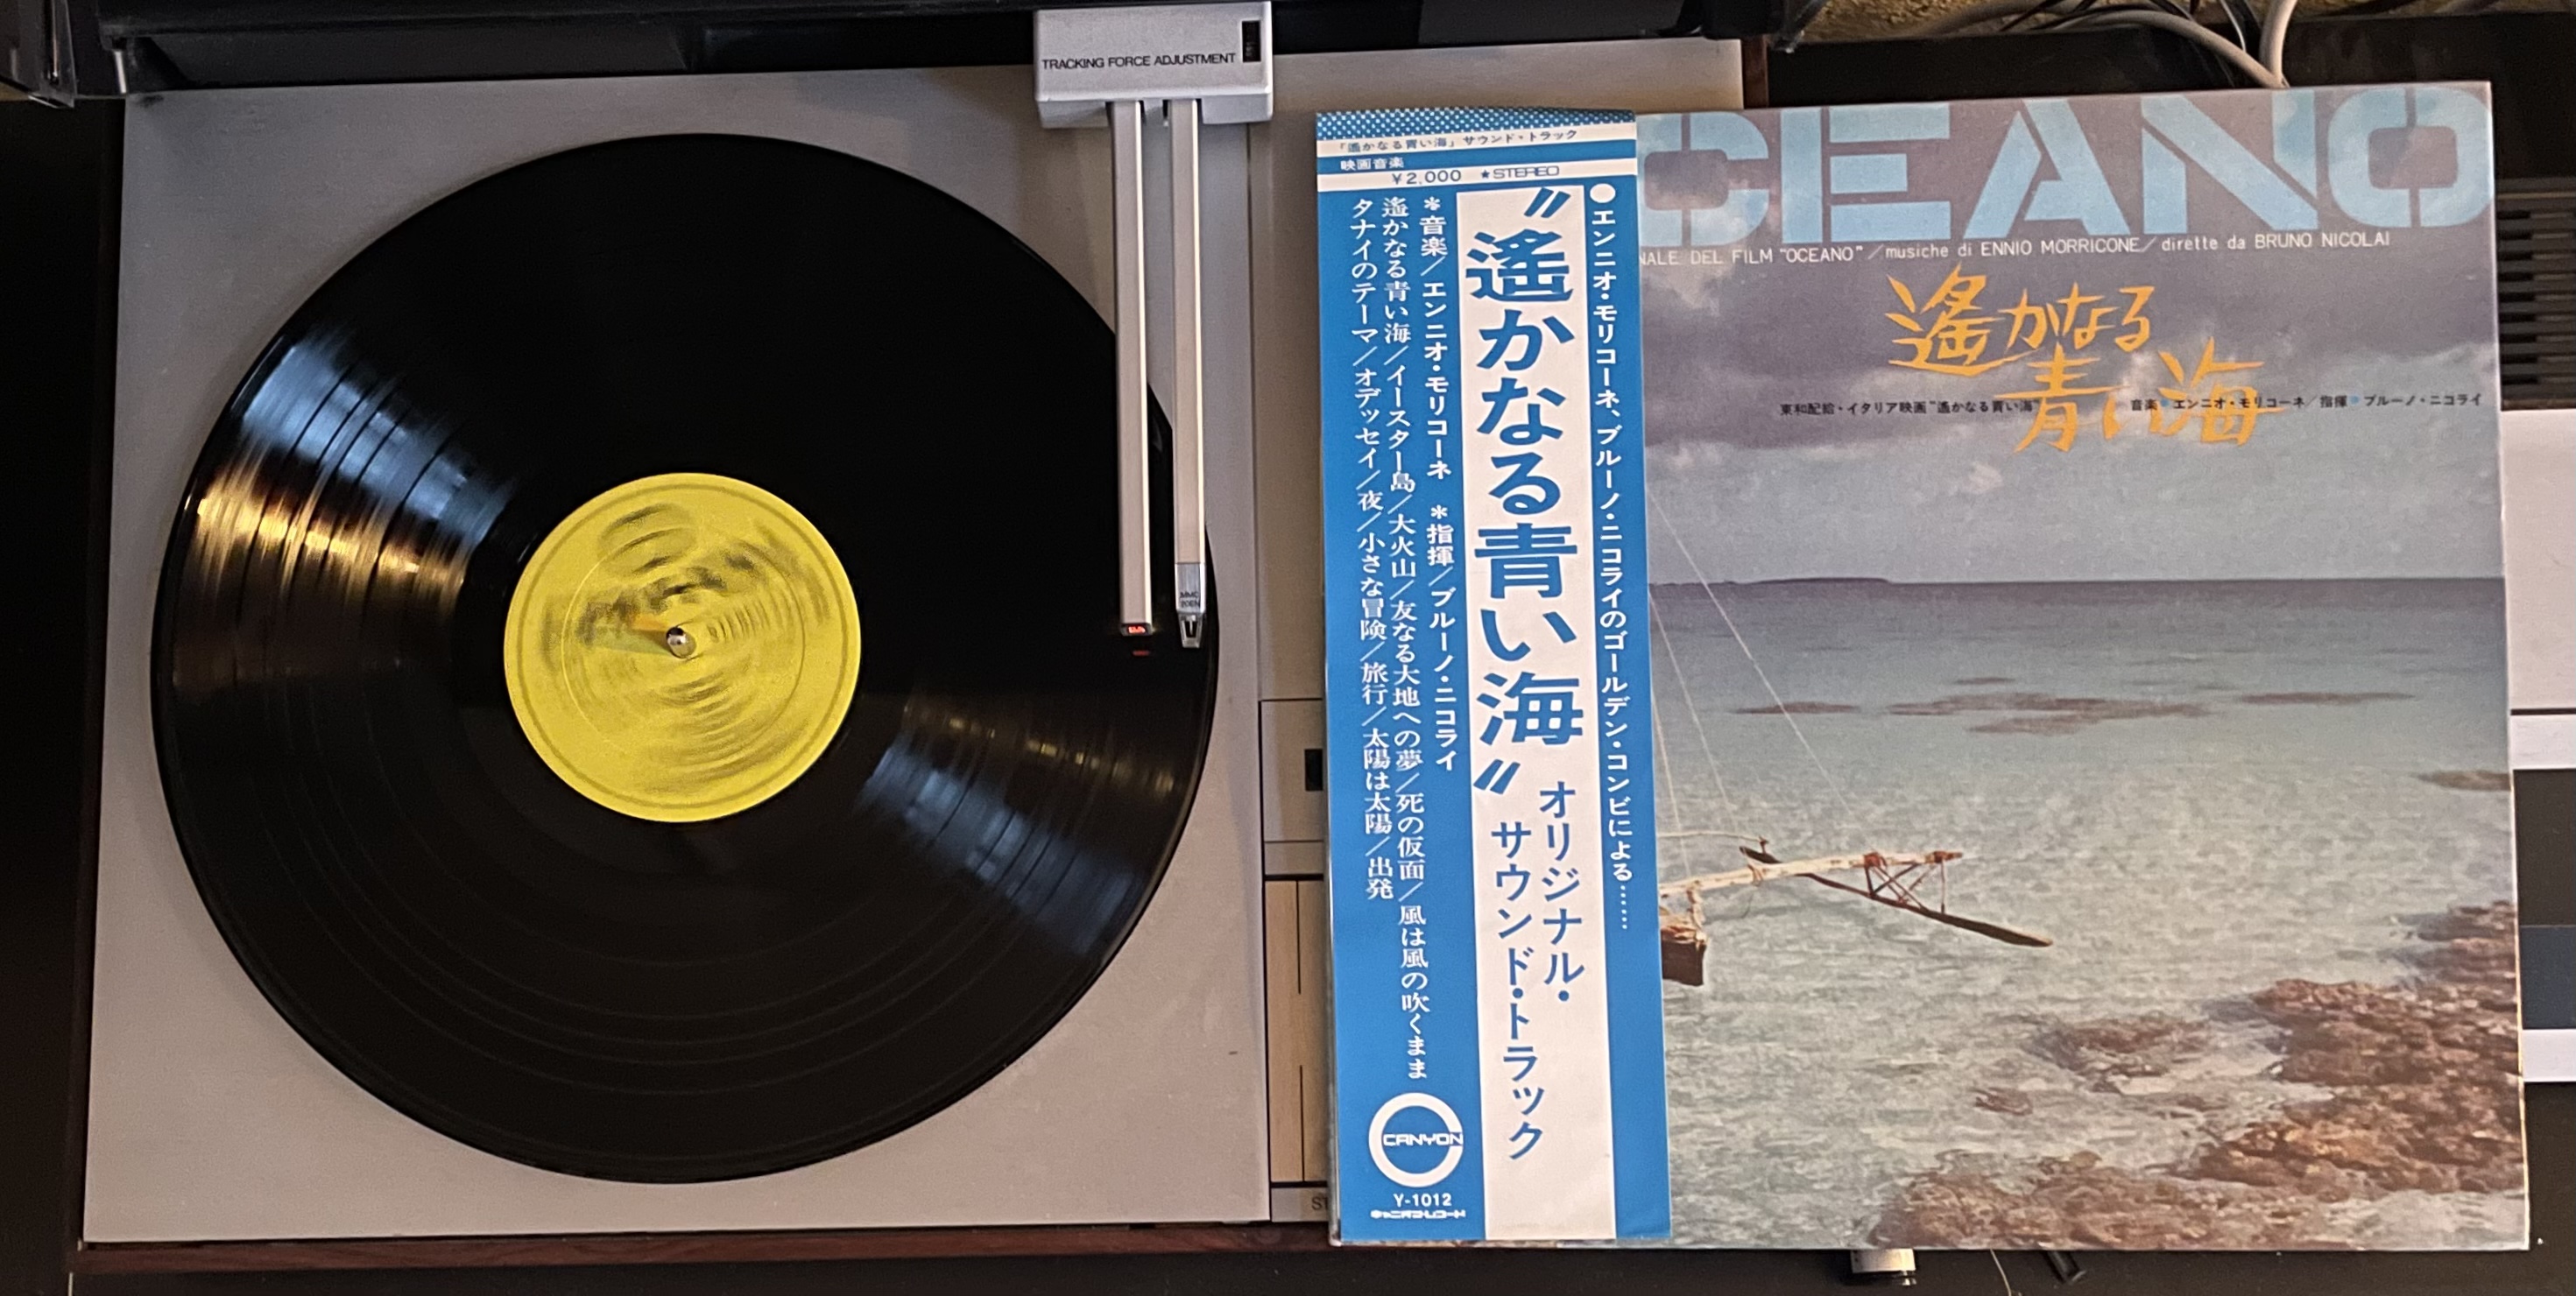 TRACKING FORCE ADJUSTMENT
MMC
20EN
「遙かなる青い海」サウンド・トラック
映画音楽
￥2,000 ★STEREO
●エンニオ・モリコーネ、ブルーノ・ニコライのゴールデン・コンビによる……
〝遙かなる青い海〟
オリジナル・
サウンド・トラック
＊音楽／エンニオ・モリコーネ ＊指揮／ブルーノ・ニコライ
遙かなる青い海／イースター島／大火山／友なる大地への夢／死の仮面／風は風の吹くまま
タナイのテーマ／オデッセイ／夜／小さな冒険／旅行／太陽は太陽／出発
CANYON
Y-1012
キャニオン・レコード
CEANO
NALE DEL FILM "OCEANO"／musiche di ENNIO MORRICONE／dirette da BRUNO NICOLAI
遙かなる
青い海
東和配給・イタリア映画“遙かなる青い海” 音楽●エンニオ・モリコーネ／指揮●ブルーノ・ニコライ